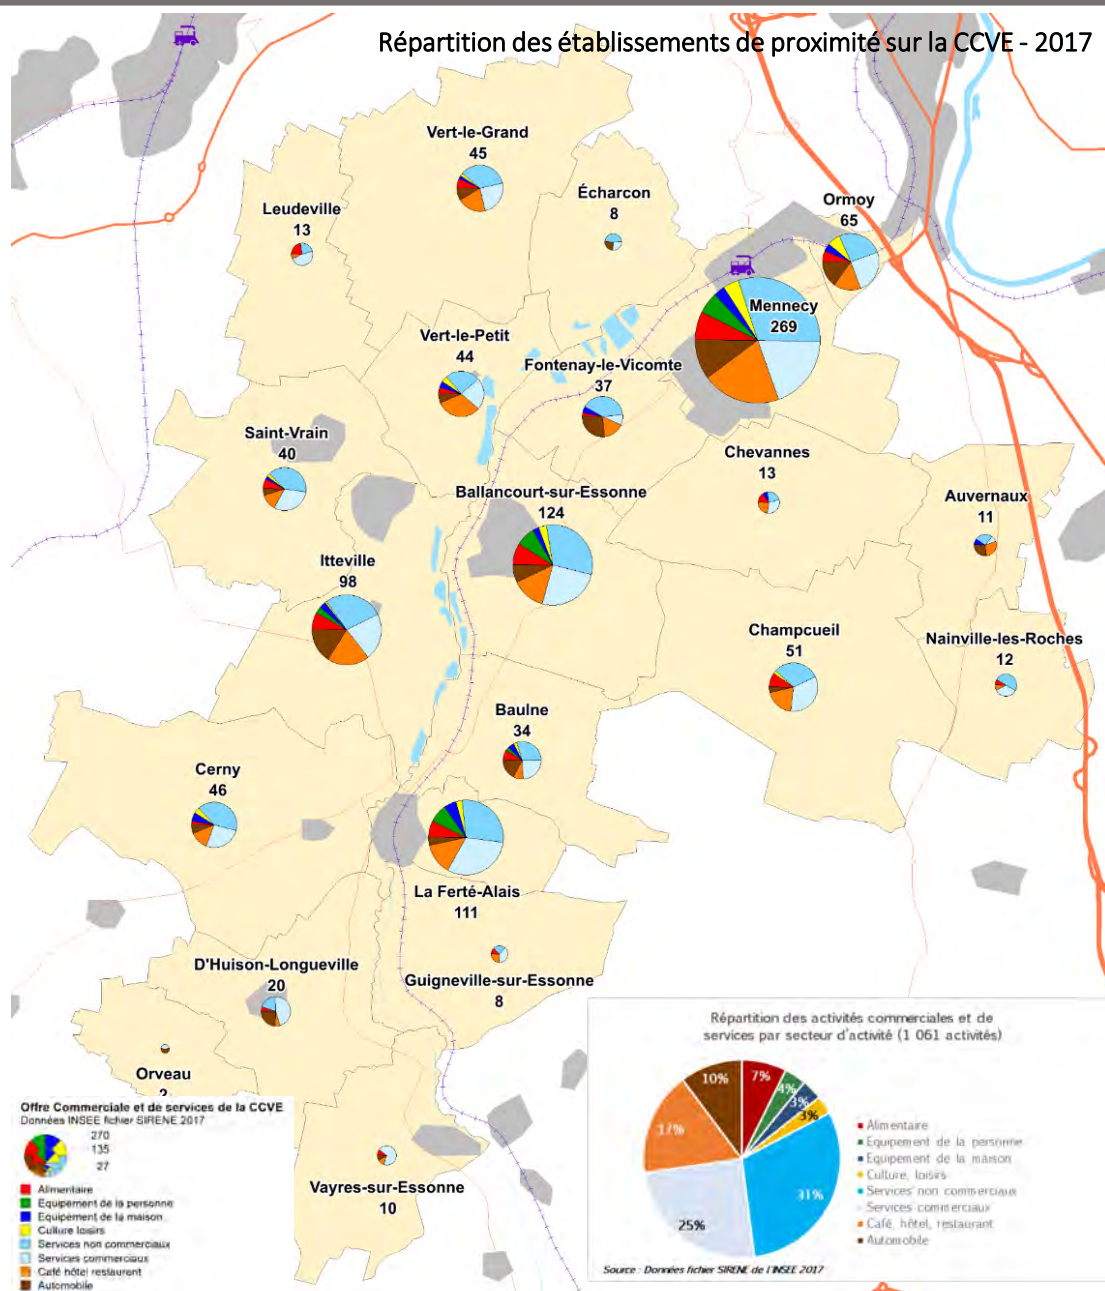 Répartition des établissements de proximité sur la CCVE - 2017
Vert-le-Grand
45
Écharcon
8
Ormoy
65
Leudeville
13
Mennecy
269
Vert-le-Petit
44
Fontenay-le-Vicomte
37
Saint-Vrain
40
Chevannes
13
Ballancourt-sur-Essonne
124
Auvernaux
11
Itteville
98
Champcueil
51
Nainville-les-Roches
12
Baulne
34
Cerny
46
La Ferté-Alais
111
D'Huison-Longueville
20
Guigneville-sur-Essonne
8
Orveau
2
Vayres-sur-Essonne
10
Offre Commerciale et de services de la CCVE
Données INSEE fichier SIRENE 2017
270
135
27
Alimentaire
Equipement de la personne
Equipement de la maison
Culture loisirs
Services non commerciaux
Services commerciaux
Café hôtel restaurent
Automobile
Répartition des activités commerciales et de
services par secteur d'activité (1 061 activités)
7%
4%
3%
3%
31%
25%
17%
10%
Alimentaire
Equipement de la personne
Equipement de la maison
Culture, loisirs
Services non commerciaux
Services commerciaux
Café, hôtel, restaurant
Automobile
Source : Données fichier SIRENE de l'INSEE 2017